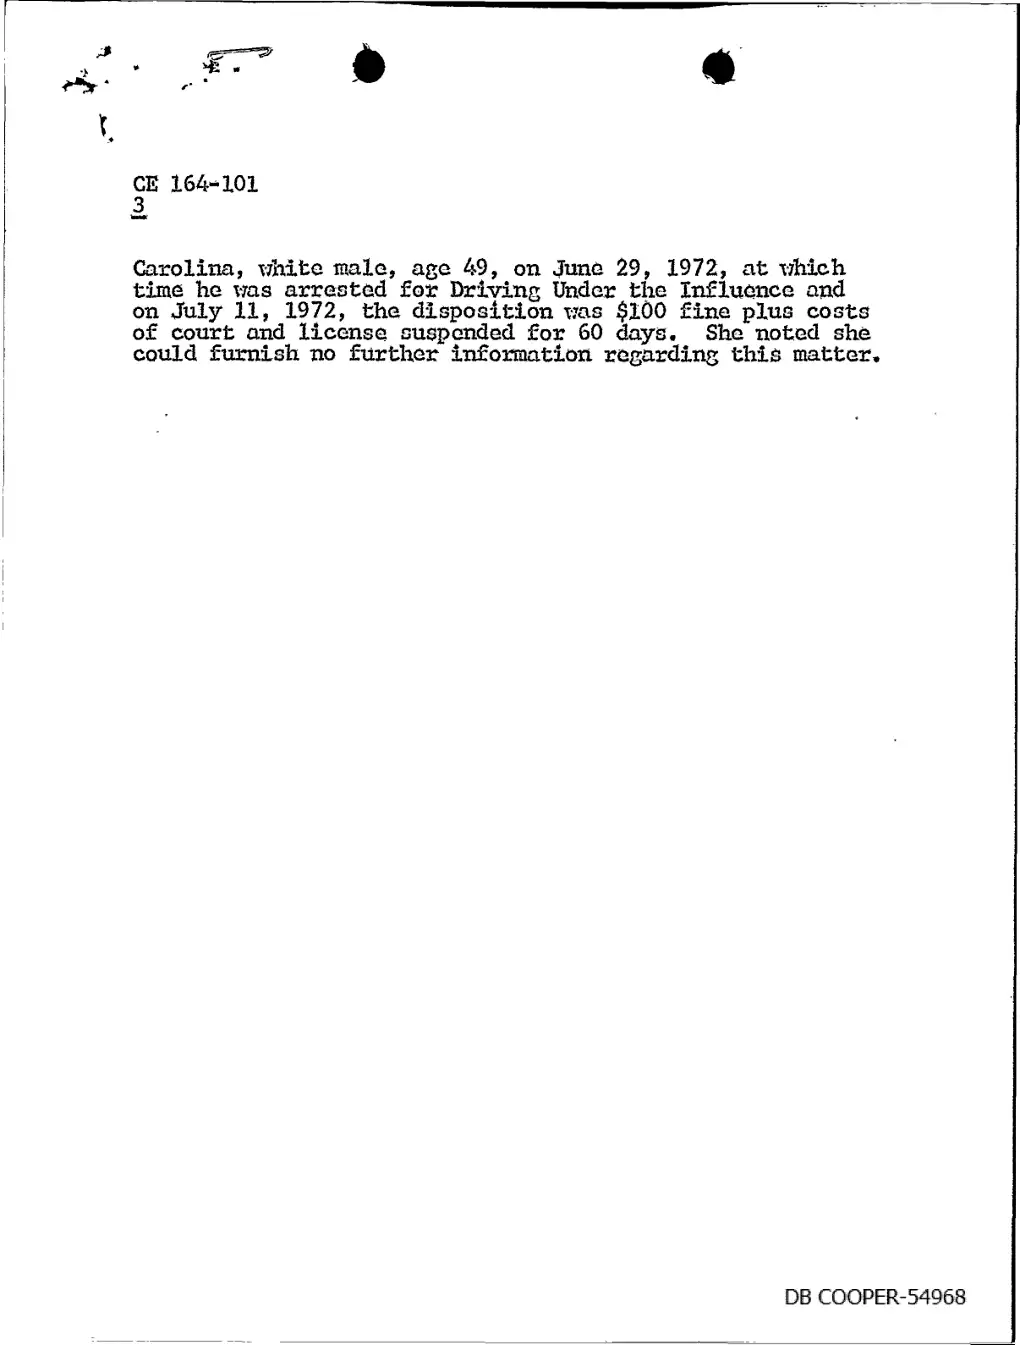 CE 164-101
3
Carolina, white male, age 49, on June 29, 1972, at which
time he was arrested for Driving Under the Influence and
on July 11, 1972, the disposition was $100 fine plus costs
of court and license suspended for 60 days.  She noted she
could furnish no further information regarding this matter.
DB COOPER-54968